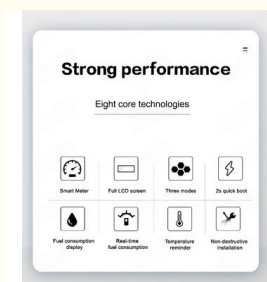 Strong performance
Eight core technologies
Smart Meter
Full LCD screen
Three modes
2s quick boot
Fuel consumption
display
Real-time
fuel consumption
Temperature
reminder
Non-destructive
installation